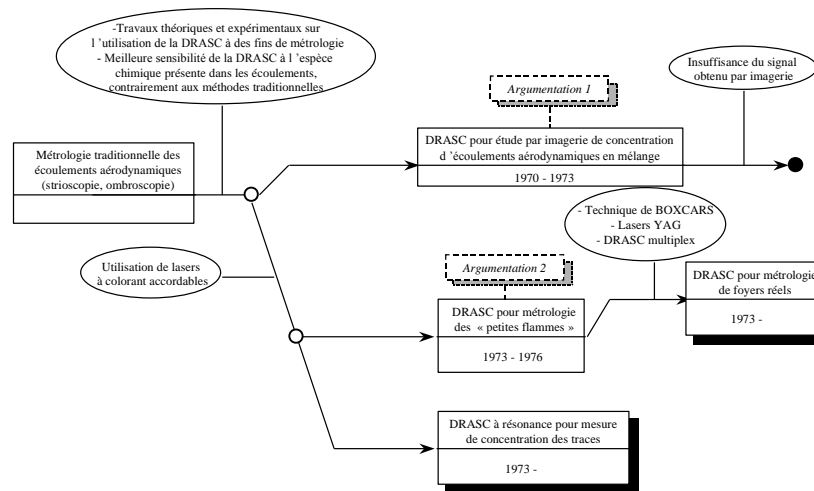 -Travaux théoriques et expérimentaux sur
l 'utilisation de la DRASC à des fins de métrologie
- Meilleure sensibilité de la DRASC à l 'espèce
chimique présente dans les écoulements,
contrairement aux méthodes traditionnelles
Insuffisance du signal
obtenu par imagerie
Argumentation 1
Métrologie traditionnelle des
écoulements aérodynamiques
(strioscopie, ombroscopie)
DRASC pour étude par imagerie de concentration
d 'écoulements aérodynamiques en mélange
1970 - 1973
- Technique de BOXCARS
- Lasers YAG
- DRASC multiplex
Utilisation de lasers
à colorant accordables
Argumentation 2
DRASC pour métrologie
de foyers réels
1973 -
DRASC pour métrologie
des « petites flammes »
1973 - 1976
DRASC à résonance pour mesure
de concentration des traces
1973 -